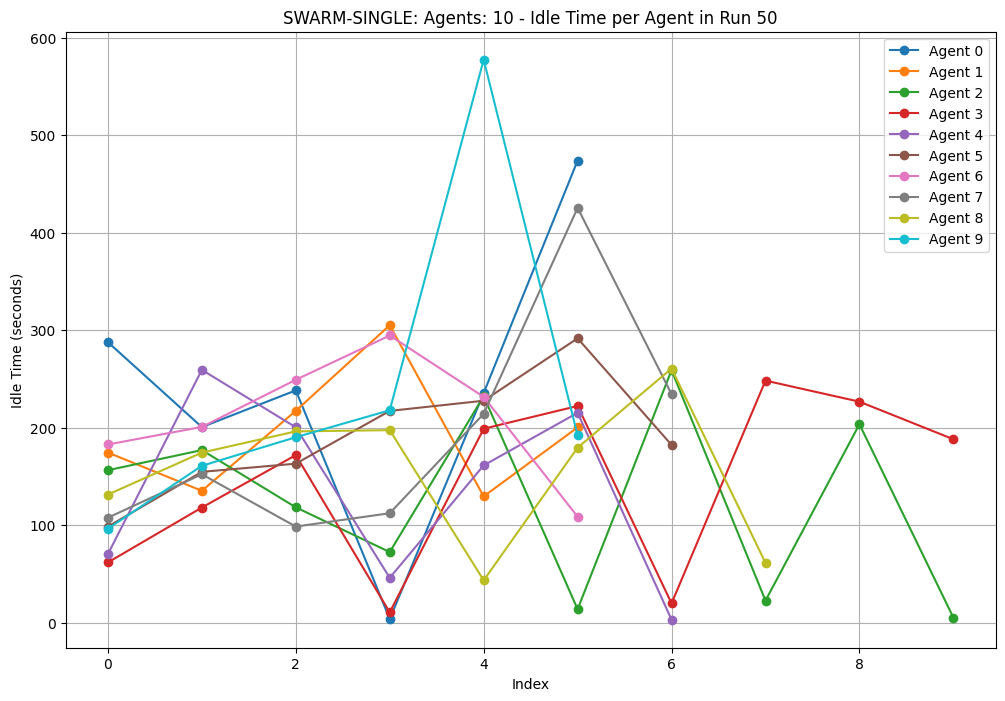 SWARM-SINGLE: Agents: 10 - Idle Time per Agent in Run 50
Idle Time (seconds)
600
500
400
300
200
100
0
0
2
4
6
8
Index
Agent 0
Agent 1
Agent 2
Agent 3
Agent 4
Agent 5
Agent 6
Agent 7
Agent 8
Agent 9